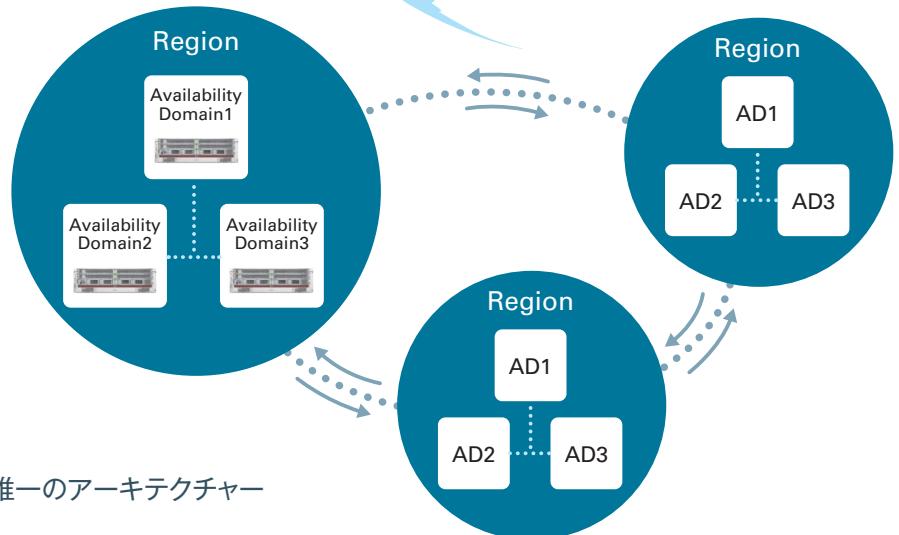 Region
Availability
Domain1
Availability
Domain2
Availability
Domain3
Region
AD1
AD2
AD3
Region
AD1
AD2
AD3
唯一のアーキテクチャー